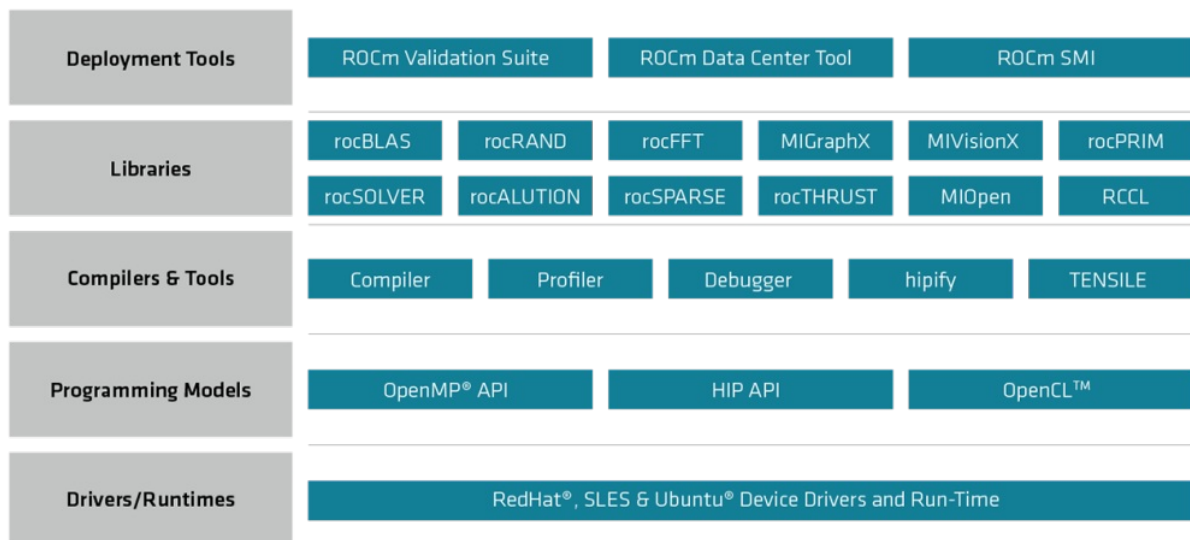 Deployment Tools
ROCm Validation Suite
ROCm Data Center Tool
ROCm SMI
Libraries
rocBLAS
rocRAND
rocFFT
MIGraphX
MIVisionX
rocPRIM
rocSOLVER
rocALUTION
rocSPARSE
rocTHRUST
MIOpen
RCCL
Compilers & Tools
Compiler
Profiler
Debugger
hipify
TENSILE
Programming Models
OpenMP® API
HIP API
OpenCL™
Drivers/Runtimes
RedHat®, SLES & Ubuntu® Device Drivers and Run-Time